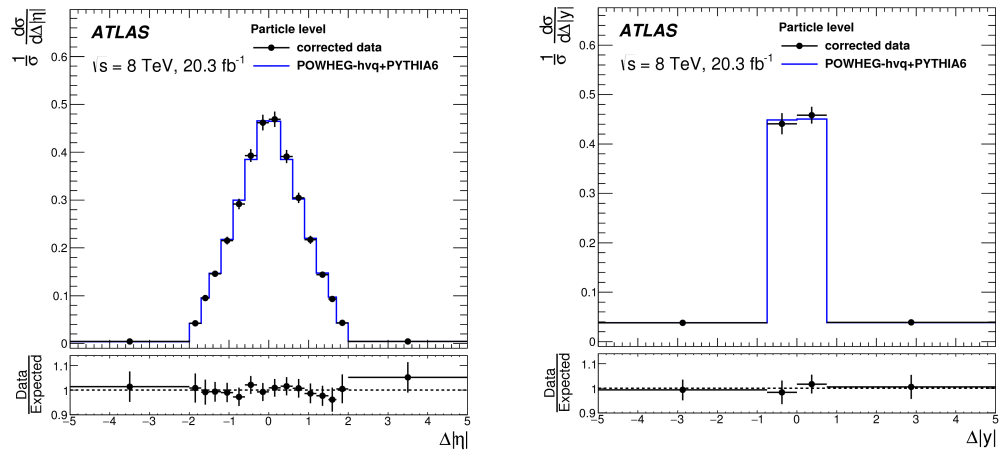 1/σ dσ/dΔ|η|
ATLAS
Particle level
corrected data
√s = 8 TeV, 20.3 fb⁻¹
POWHEG-hvq+PYTHIA6
0.6
0.5
0.4
0.3
0.2
0.1
0
Data/Expected
1.1
1
0.9
−5 −4 −3 −2 −1 0 1 2 3 4 5
Δ|η|
1/σ dσ/dΔ|y|
ATLAS
Particle level
corrected data
√s = 8 TeV, 20.3 fb⁻¹
POWHEG-hvq+PYTHIA6
0.6
0.5
0.4
0.3
0.2
0.1
0
Data/Expected
1.1
1
0.9
−5 −4 −3 −2 −1 0 1 2 3 4 5
Δ|y|